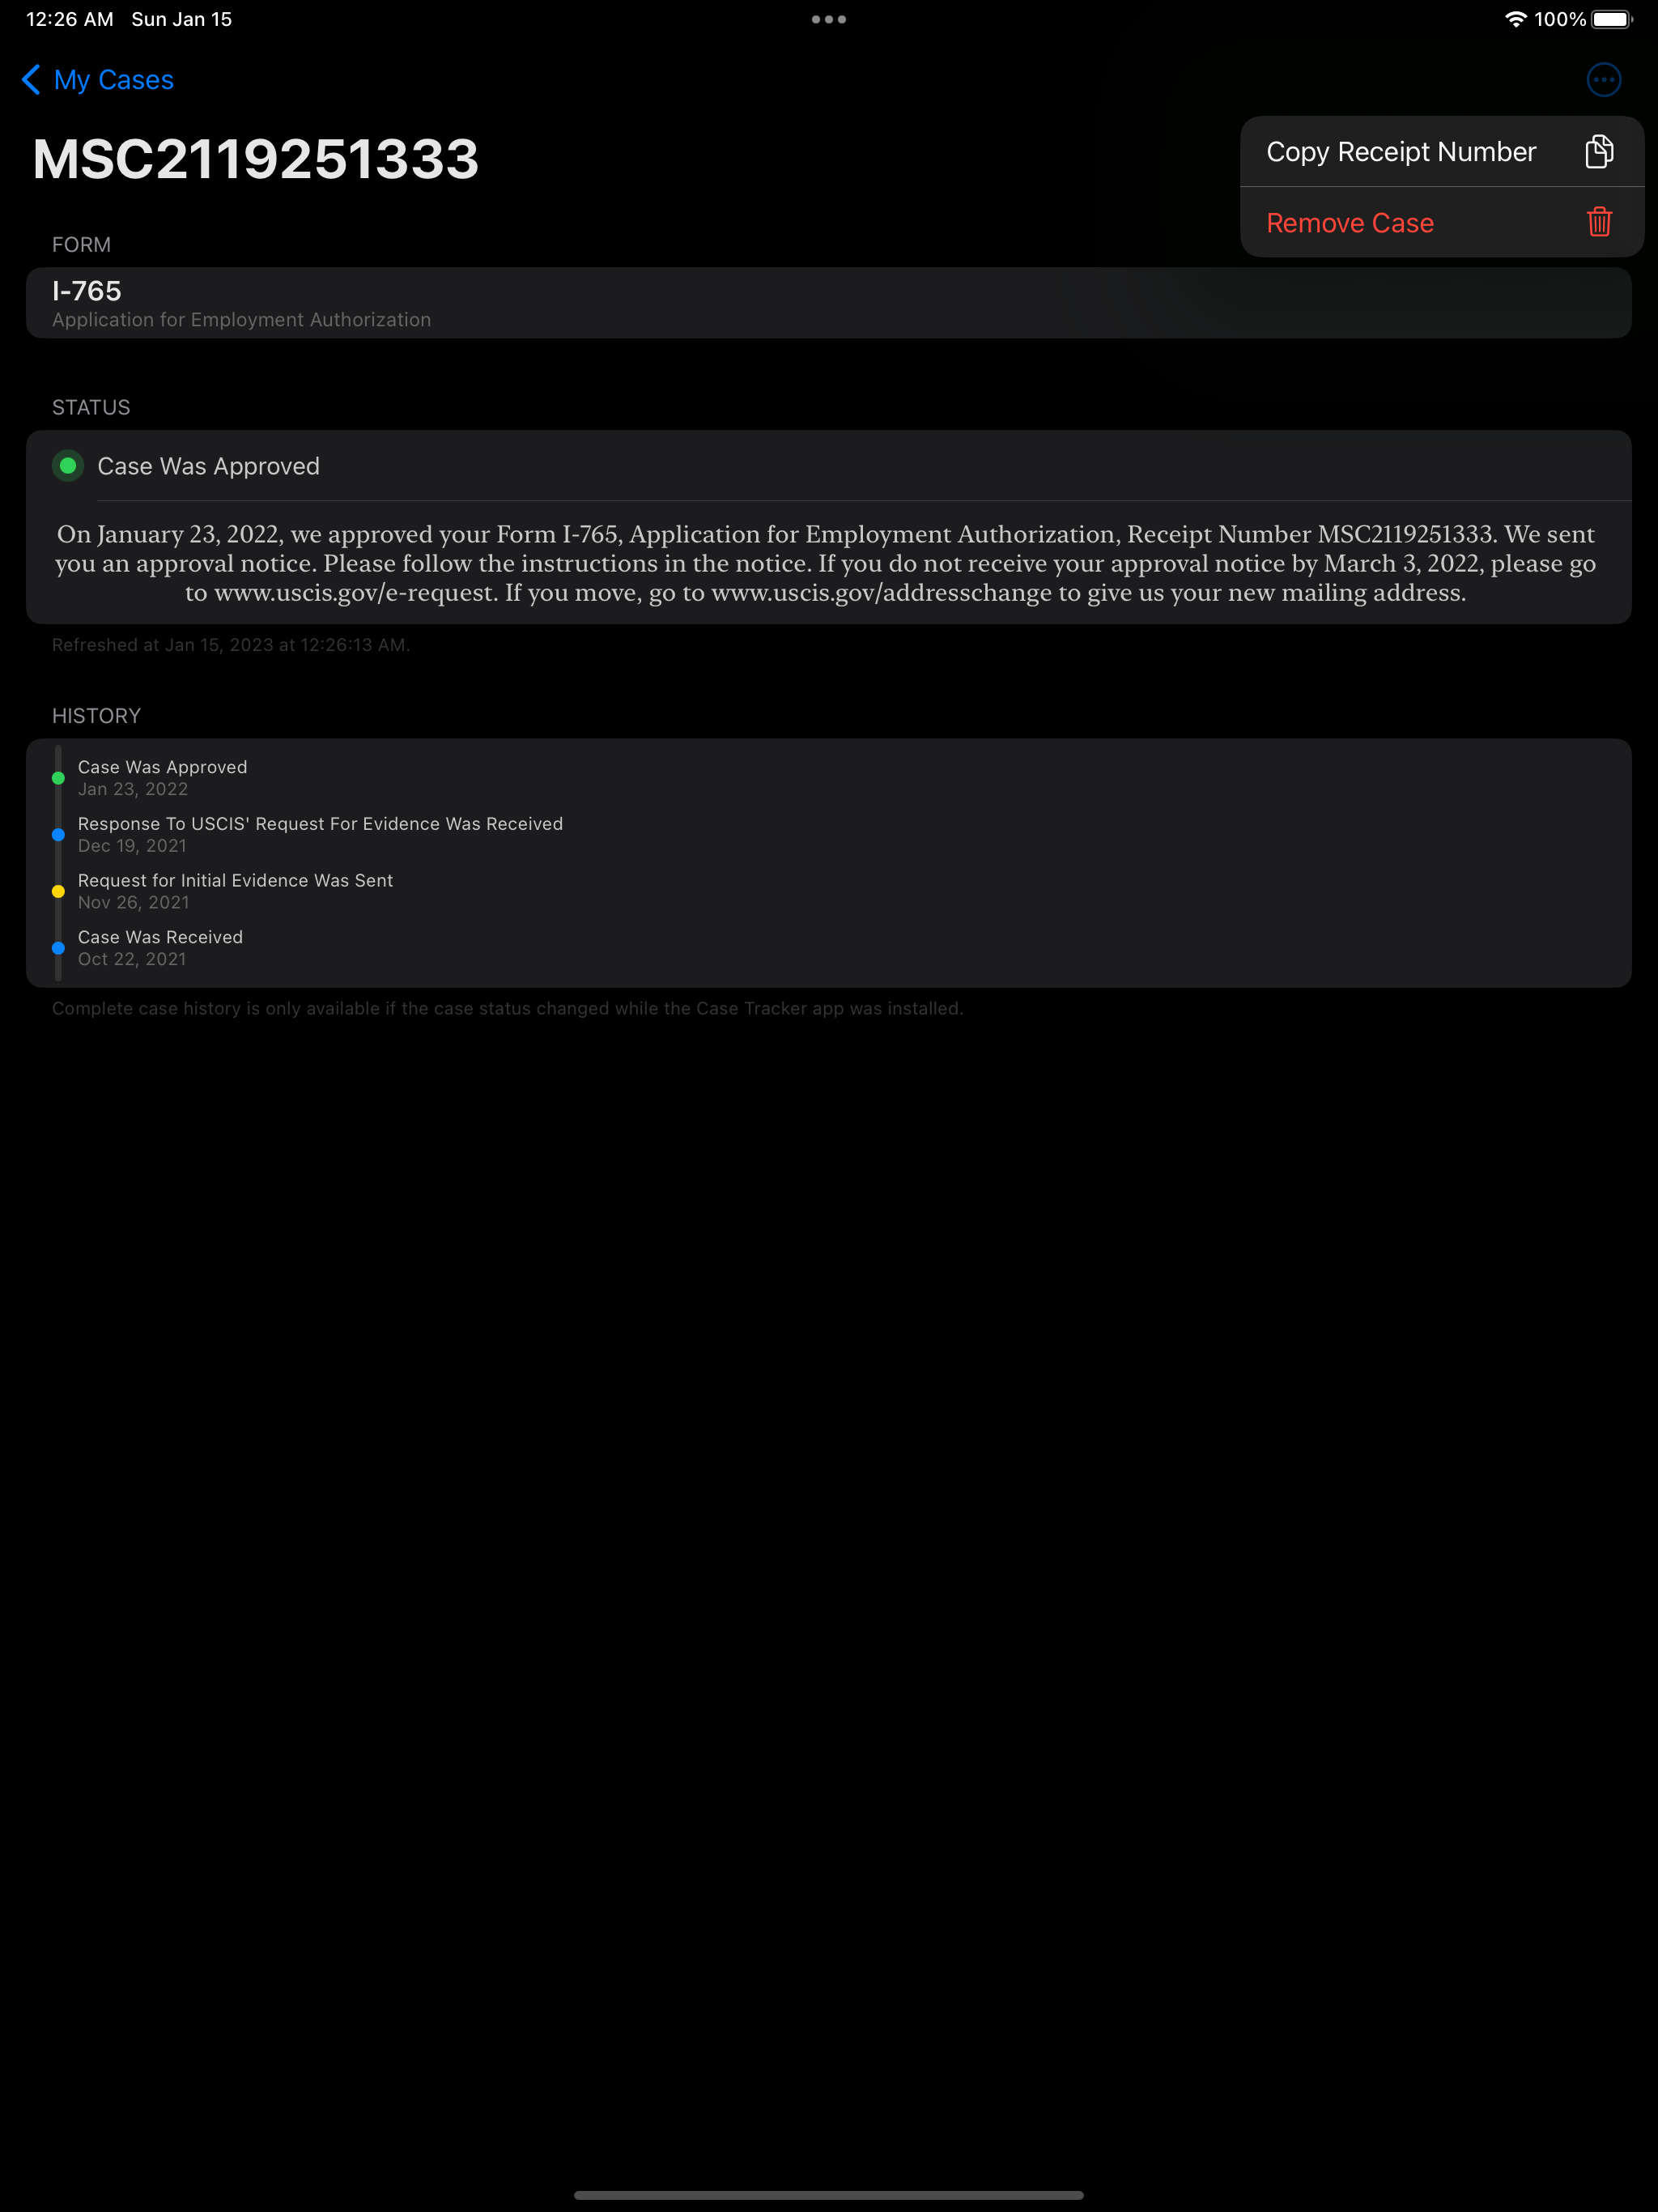 12:26 AM Sun Jan 15
100%
My Cases
MSC2119251333
Copy Receipt Number
Remove Case
FORM
I-765
Application for Employment Authorization
STATUS
Case Was Approved
On January 23, 2022, we approved your Form I-765, Application for Employment Authorization, Receipt Number MSC2119251333. We sent
you an approval notice. Please follow the instructions in the notice. If you do not receive your approval notice by March 3, 2022, please go
to www.uscis.gov/e-request. If you move, go to www.uscis.gov/addresschange to give us your new mailing address.
Refreshed at Jan 15, 2023 at 12:26:13 AM.
HISTORY
Case Was Approved
Jan 23, 2022
Response To USCIS' Request For Evidence Was Received
Dec 19, 2021
Request for Initial Evidence Was Sent
Nov 26, 2021
Case Was Received
Oct 22, 2021
Complete case history is only available if the case status changed while the Case Tracker app was installed.